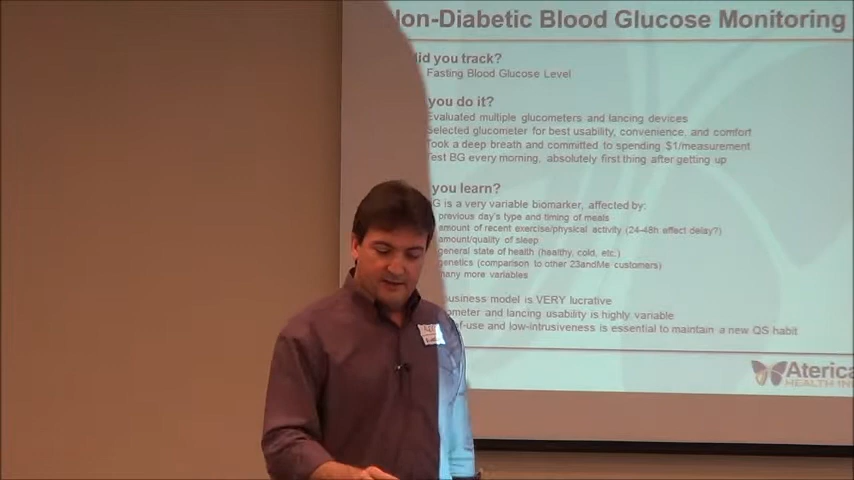 Non-Diabetic Blood Glucose Monitoring
did you track?
Fasting Blood Glucose Level
you do it?
Evaluated multiple glucometers and lancing devices
Selected glucometer for best usability, convenience, and comfort
Took a deep breath and committed to spending $1/measurement
Test BG every morning, absolutely first thing after getting up
you learn?
G is a very variable biomarker, affected by:
previous day's type and timing of meals
amount of recent exercise/physical activity (24-48h effect delay?)
amount/quality of sleep
general state of health (healthy, cold, etc.)
genetics (comparison to other 23andMe customers)
many more variables
business model is VERY lucrative
ometer and lancing usability is highly variable
of-use and low-intrusiveness is essential to maintain a new QS habit
Aterica
HEALTH IN